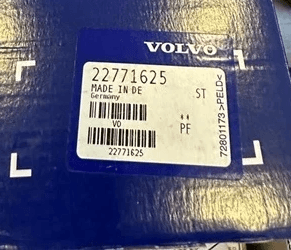 VOLVO
22771625
MADE IN DE
Germany
ST
VO
PF
22771625
72801173 >PELD<